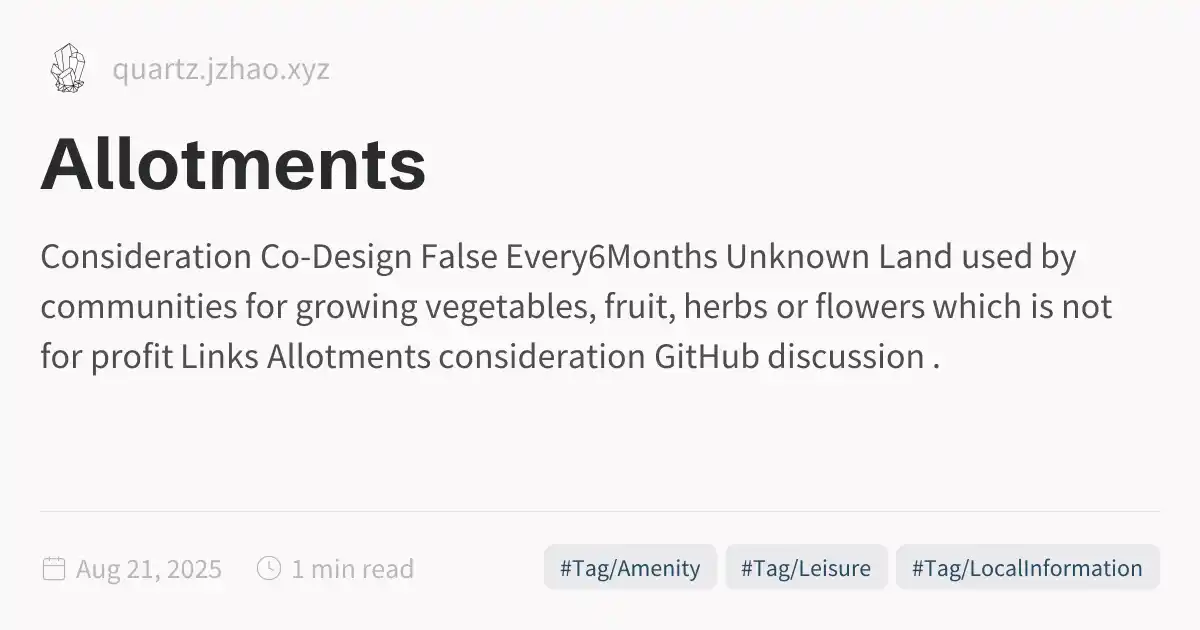 quartz.jzhao.xyz
Allotments
Consideration Co-Design False Every6Months Unknown Land used by
communities for growing vegetables, fruit, herbs or flowers which is not
for profit Links Allotments consideration GitHub discussion .
Aug 21, 2025 1 min read #Tag/Amenity #Tag/Leisure #Tag/LocalInformation